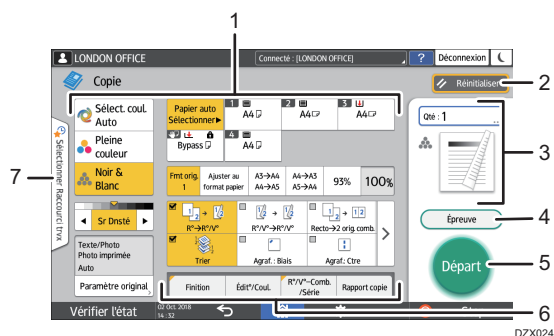 1
LONDON OFFICE
Connecté : [LONDON OFFICE]
?
Déconnexion
Copie
Réinitialiser
2
Sélect. coul.
Auto
Pleine
couleur
Noir &
Blanc
Papier auto
Sélectionner▶
1
A4
2
A4
3
A4
Bypass
4
A4
Qté : 1
3
7
Sélectionner Raccourci trvx
Fmt orig.
1
Ajuster au
format papier
A3→A4
A4→A5
A4→A3
A5→A4
93%
100%
Sr Dnsté
R°→R°/V°
R°/V°→R°/V°
Recto→2 orig.comb.
Trier
Agraf. : Biais
Agraf.: Ctre
Épreuve
4
Texte/Photo
Photo imprimée
Auto
Paramètre original
Départ
5
Finition
Édit°/Coul.
R°/V°-Comb.
/Série
Rapport copie
Vérifier l'état
02 Oct. 2018
14 : 32
6
DZX024